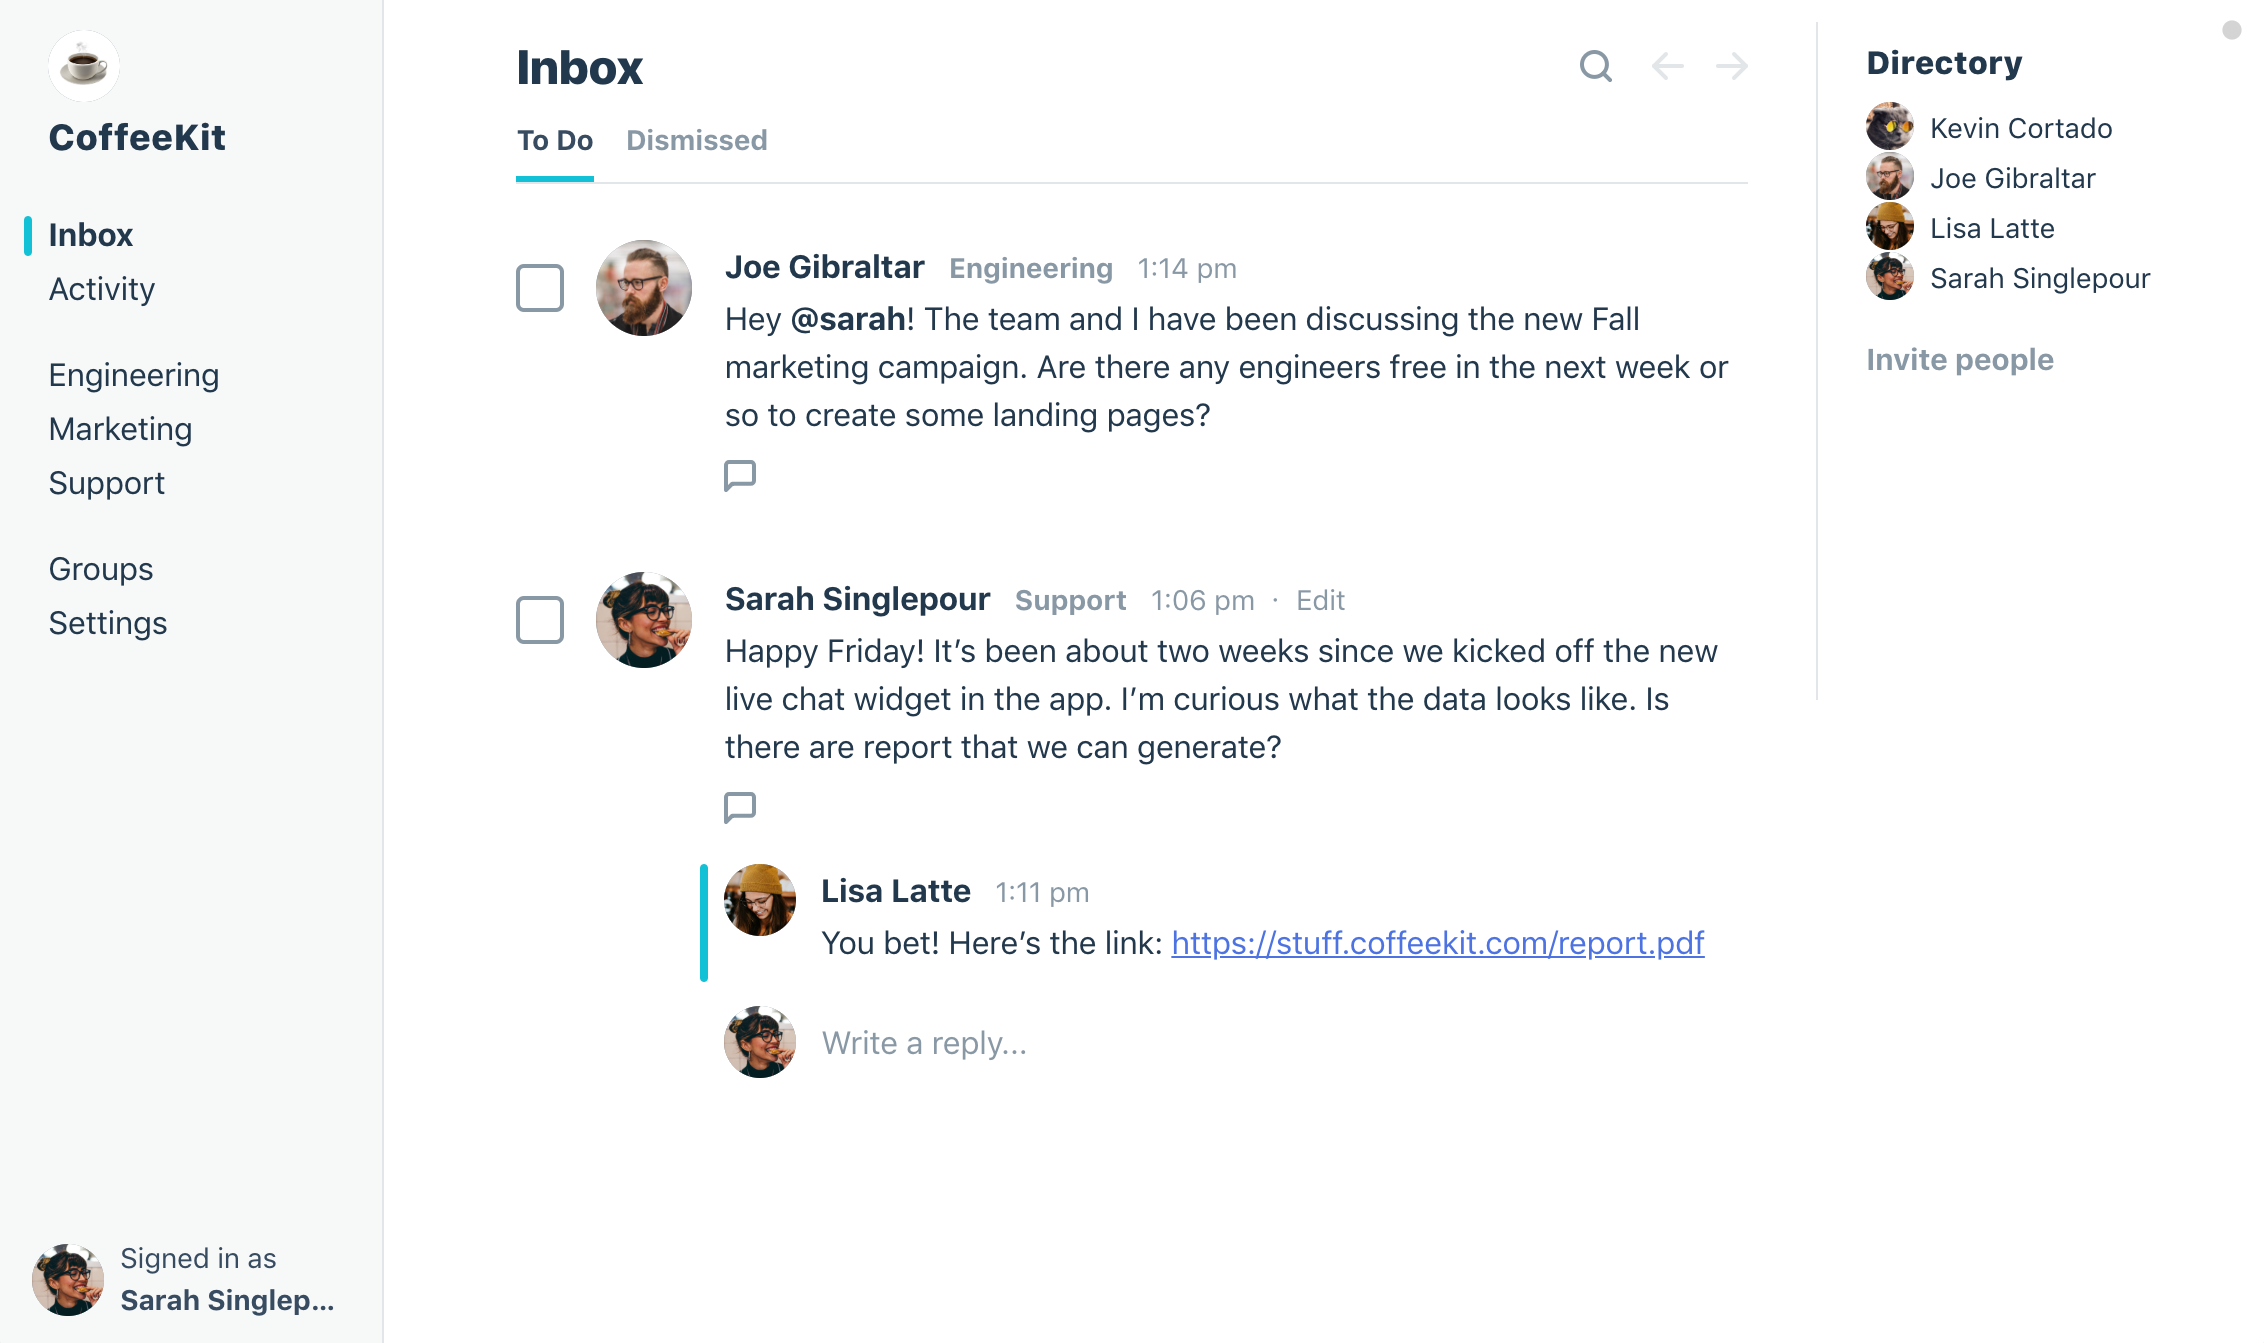 CoffeeKit
Inbox
Activity
Engineering
Marketing
Support
Groups
Settings
Signed in as
Sarah Singlep...
Inbox
To Do Dismissed
Joe Gibraltar Engineering 1:14 pm
Hey @sarah! The team and I have been discussing the new Fall
marketing campaign. Are there any engineers free in the next week or
so to create some landing pages?
Sarah Singlepour Support 1:06 pm · Edit
Happy Friday! It’s been about two weeks since we kicked off the new
live chat widget in the app. I’m curious what the data looks like. Is
there are report that we can generate?
Lisa Latte 1:11 pm
You bet! Here’s the link: https://stuff.coffeekit.com/report.pdf
Write a reply...
Directory
Kevin Cortado
Joe Gibraltar
Lisa Latte
Sarah Singlepour
Invite people